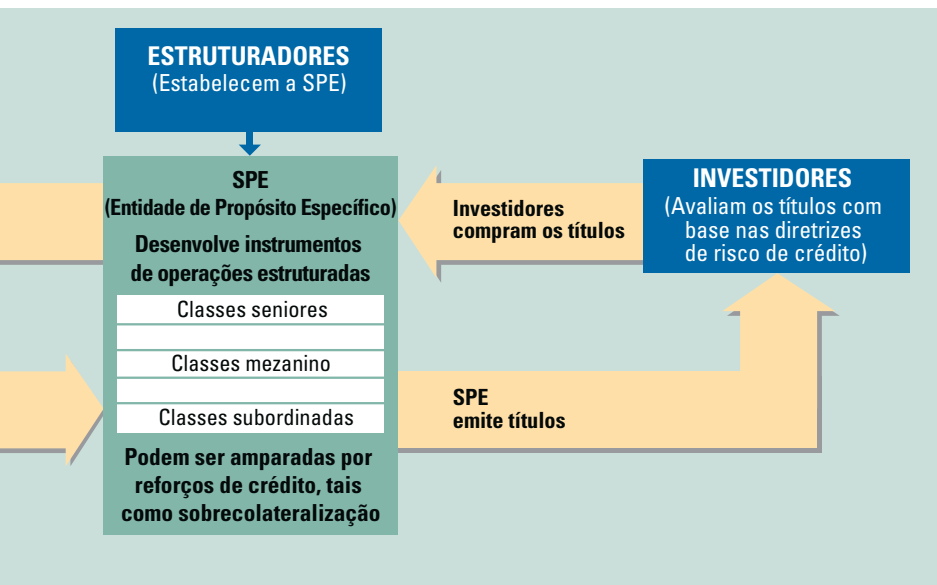 ESTRUTURADORES
(Estabelecem a SPE)
SPE
(Entidade de Propósito Específico)
Desenvolve instrumentos
de operações estruturadas
Classes seniores
Classes mezanino
Classes subordinadas
Podem ser amparadas por
reforços de crédito, tais
como sobrecolateralização
Investidores
compram os títulos
SPE
emite títulos
INVESTIDORES
(Avaliam os títulos com
base nas diretrizes
de risco de crédito)